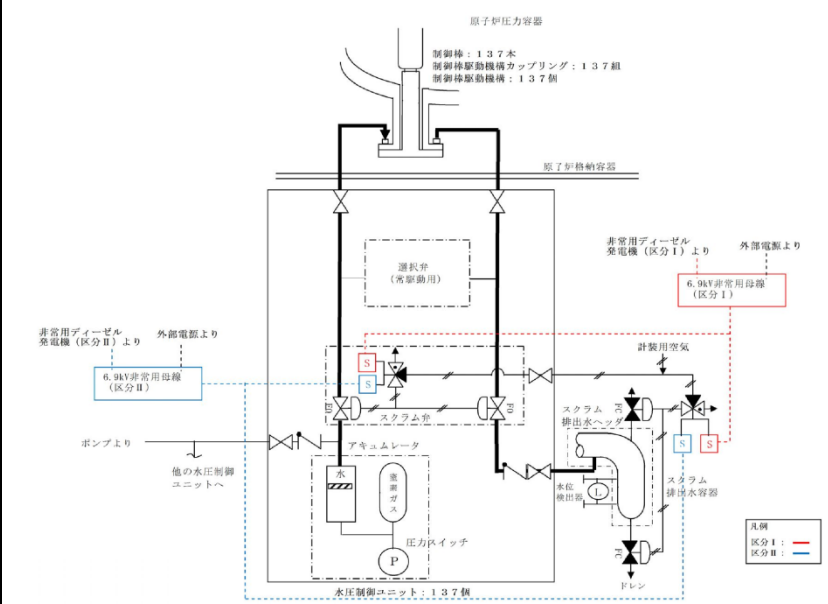 原子炉圧力容器
制御棒：１３７本
制御棒駆動機構カップリング：１３７組
制御棒駆動機構：１３７個
原子炉格納容器
非常用ディーゼル
発電機（区分Ⅰ）より
外部電源より
6.9kV非常用母線
（区分Ⅰ）
選択弁
（常駆動用）
非常用ディーゼル
発電機（区分Ⅱ）より
外部電源より
6.9kV非常用母線
（区分Ⅱ）
計装用空気
S
S
スクラム弁
FO
FO
スクラム
排出水ヘッダ
FC
S
S
ポンプより
他の水圧制御
ユニットへ
アキュムレータ
水
窒素ガス
圧力スイッチ
P
水位
検出器
L
スクラム
排出水容器
FC
ドレン
水圧制御ユニット：１３７個
凡例
区分Ⅰ：
区分Ⅱ：